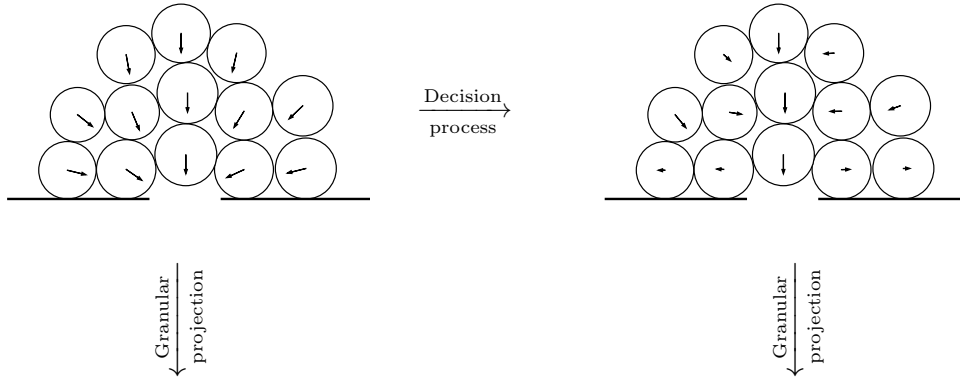 Decision
process
Granular
projection
Granular
projection